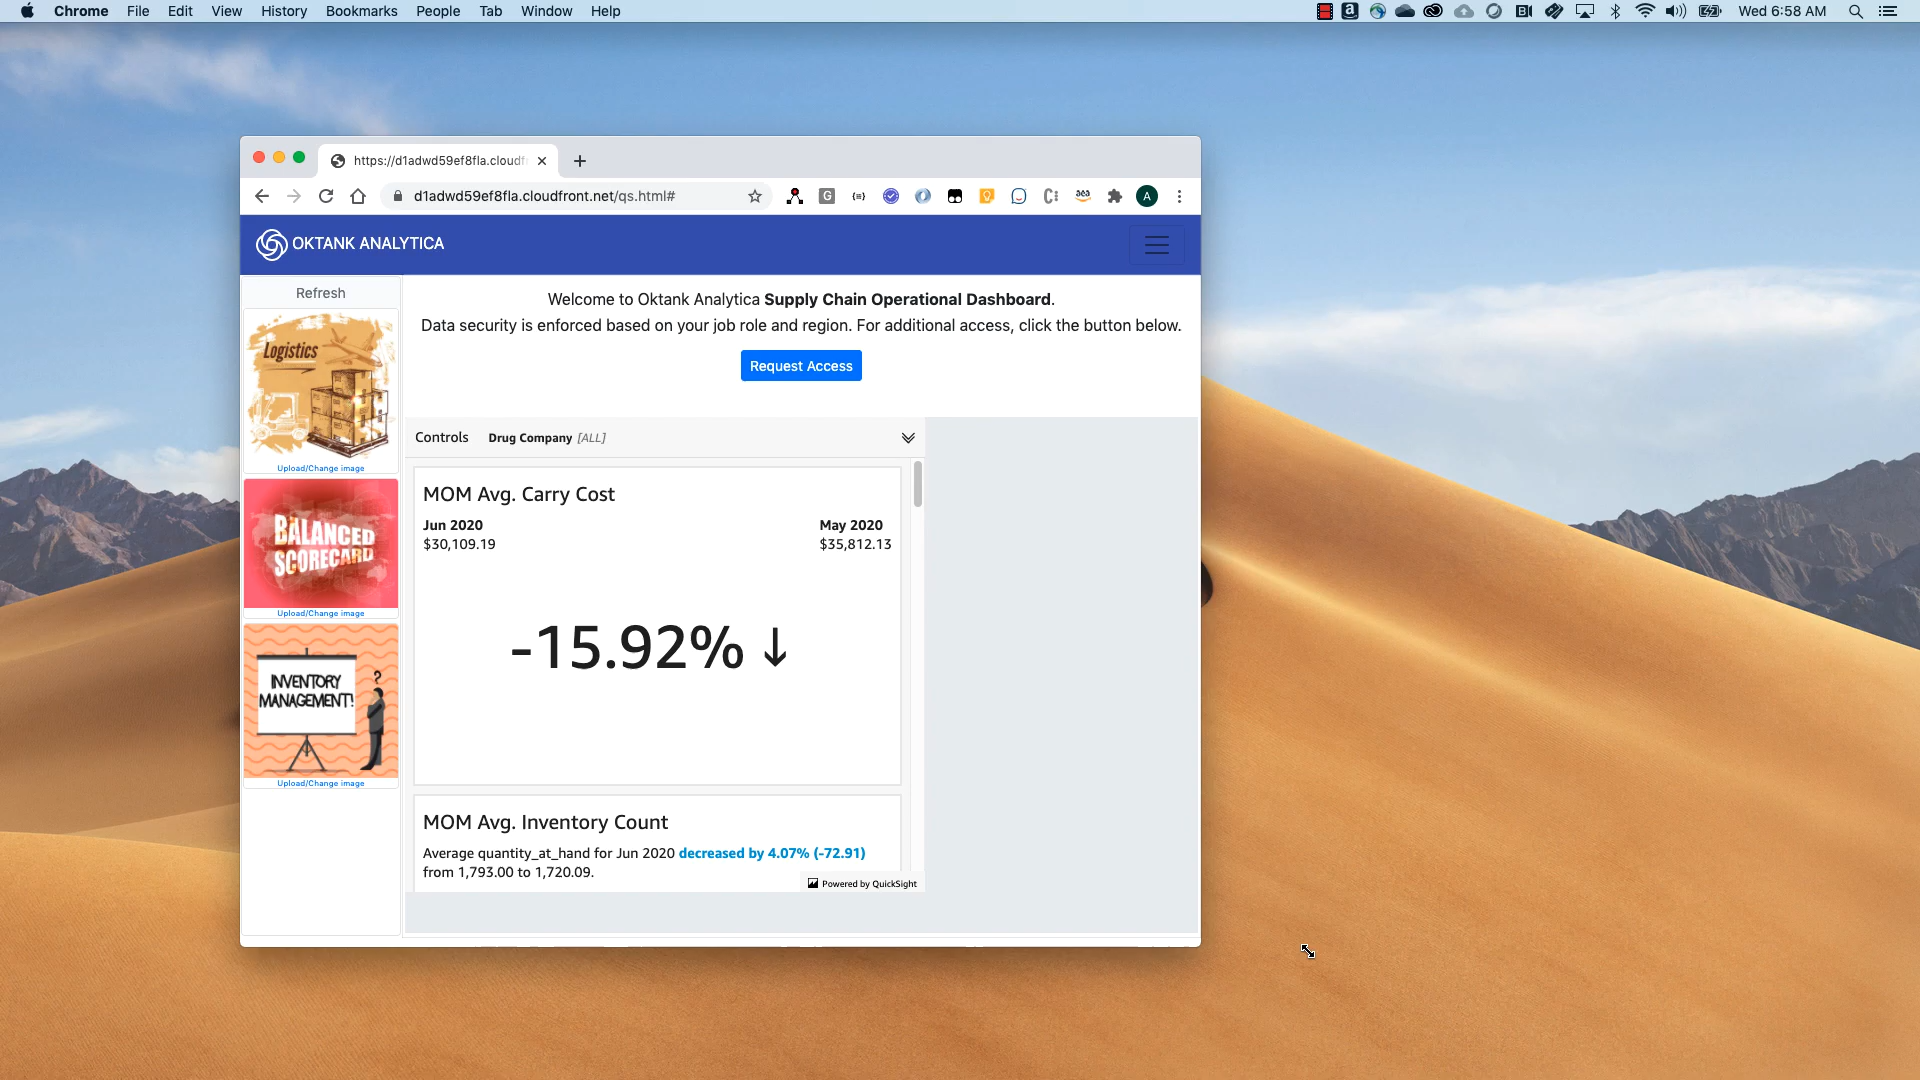 Chrome File Edit View History Bookmarks People Tab Window Help
Wed 6:58 AM
https://d1adwd59ef8fla.cloudf
d1adwd59ef8fla.cloudfront.net/qs.html#
A
OKTANK ANALYTICA
Refresh
Logistics
Upload/Change image
BALANCED
SCORECARD
Upload/Change image
INVENTORY
MANAGEMENT!
?
Upload/Change image
Welcome to Oktank Analytica Supply Chain Operational Dashboard.
Data security is enforced based on your job role and region. For additional access, click the button below.
Request Access
Controls Drug Company [ALL]
MOM Avg. Carry Cost
Jun 2020 May 2020
$30,109.19 $35,812.13
-15.92% ↓
MOM Avg. Inventory Count
Average quantity_at_hand for Jun 2020 decreased by 4.07% (-72.91)
from 1,793.00 to 1,720.09.
Powered by QuickSight